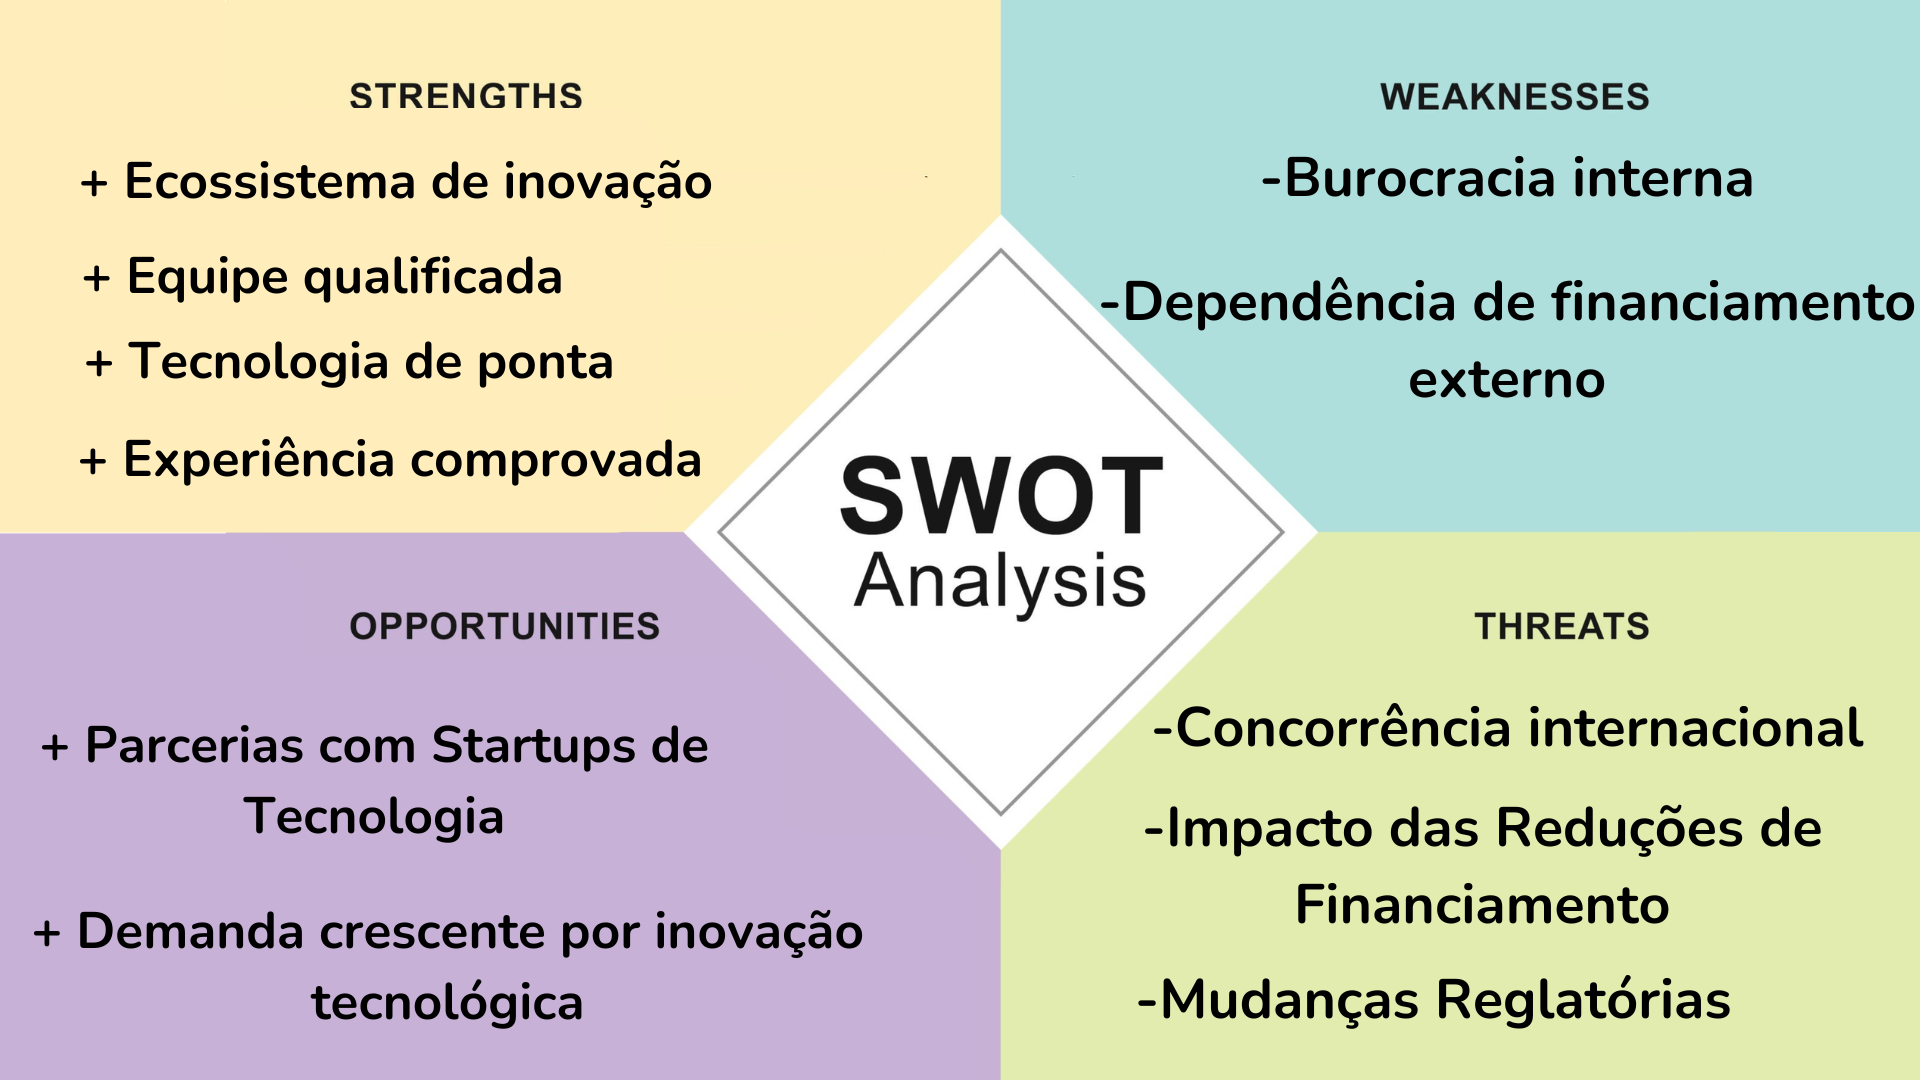 STRENGTHS
+ Ecossistema de inovação
+ Equipe qualificada
+ Tecnologia de ponta
+ Experiência comprovada
WEAKNESSES
-Burocracia interna
-Dependência de financiamento
externo
SWOT
Analysis
OPPORTUNITIES
+ Parcerias com Startups de
Tecnologia
+ Demanda crescente por inovação
tecnológica
THREATS
-Concorrência internacional
-Impacto das Reduções de
Financiamento
-Mudanças Reglatórias